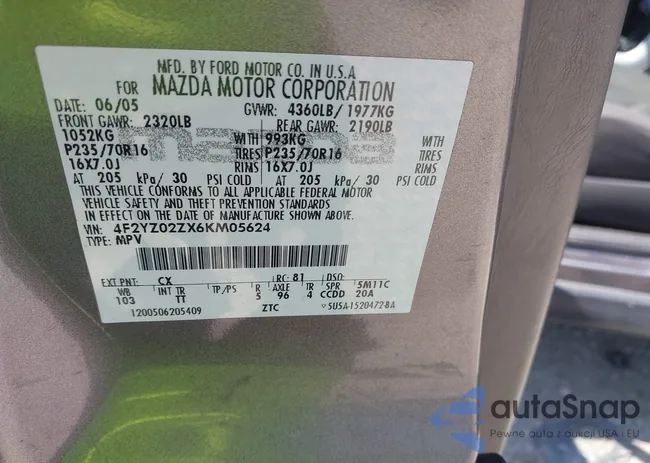 MFD. BY FORD MOTOR CO. IN U.S.A.
FOR MAZDA MOTOR CORPORATION
DATE: 06/05 GVWR: 4360LB/1977KG
FRONT GAWR: 2320LB REAR GAWR: 2190LB
1052KG WITH 993KG WITH
P235/70R16 TIRES P235/70R16 TIRES
16X7.0J RIMS 16X7.0J RIMS
AT 205 kPa/ 30 PSI COLD AT 205 kPa/ 30 PSI COLD
THIS VEHICLE CONFORMS TO ALL APPLICABLE FEDERAL MOTOR
VEHICLE SAFETY AND THEFT PREVENTION STANDARDS
IN EFFECT ON THE DATE OF MANUFACTURE SHOWN ABOVE.
VIN: 4F2YZ02ZX6KM05624
TYPE: MPV
EXT PNT: CX RC: 81 DSO:
WB INT TR TP/PS R AXLE TR SPR 5M11C
103 TT 5 96 4 CCDD 20A
1200506205409 ZTC 5U5A-1520472-BA
mazda
autaSnap
Pewne auta z aukcji USA i EU